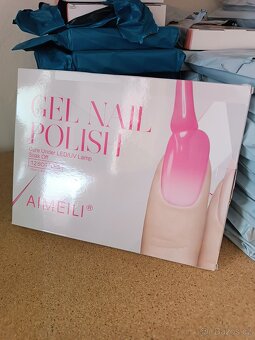 GEL NAIL
POLISH
Cure Under LED/UV Lamp
Soak Off
AIMEILI®